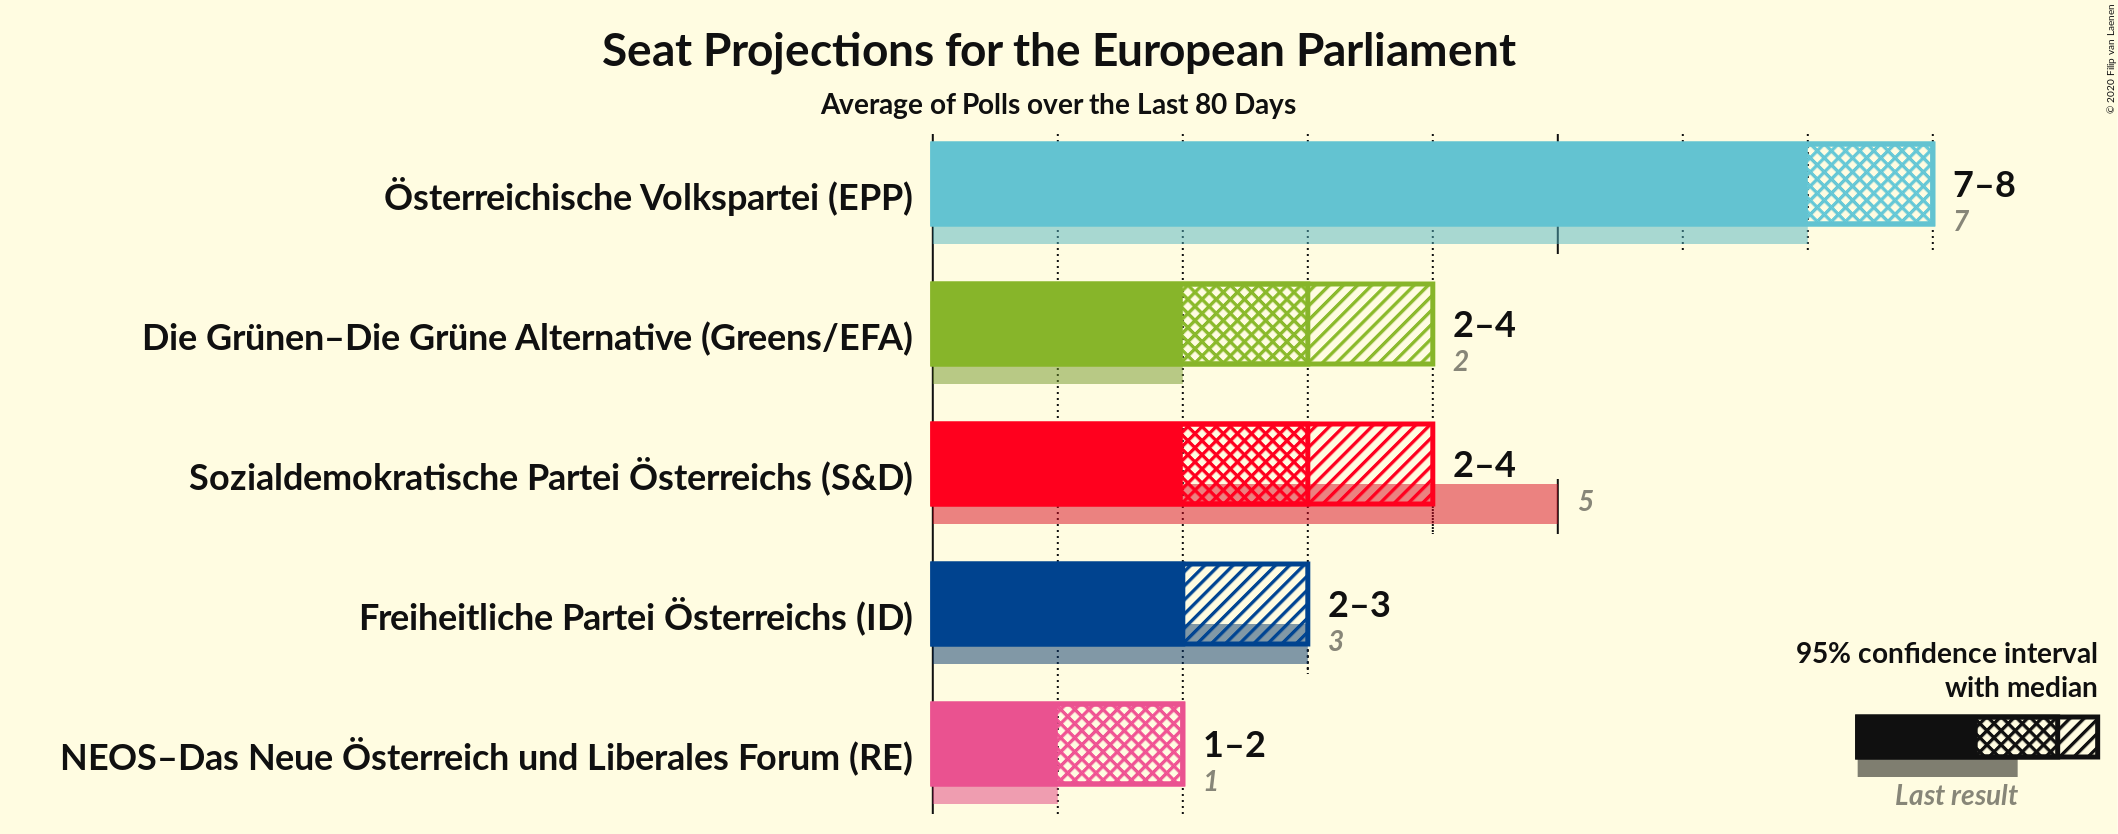 Seat Projections for the European Parliament
Average of Polls over the Last 80 Days
© 2020 Filip van Laenen
Österreichische Volkspartei (EPP)
7–8
7
Die Grünen–Die Grüne Alternative (Greens/EFA)
2–4
2
Sozialdemokratische Partei Österreichs (S&D)
2–4
5
Freiheitliche Partei Österreichs (ID)
2–3
3
NEOS–Das Neue Österreich und Liberales Forum (RE)
1–2
1
95% confidence interval
with median
Last result